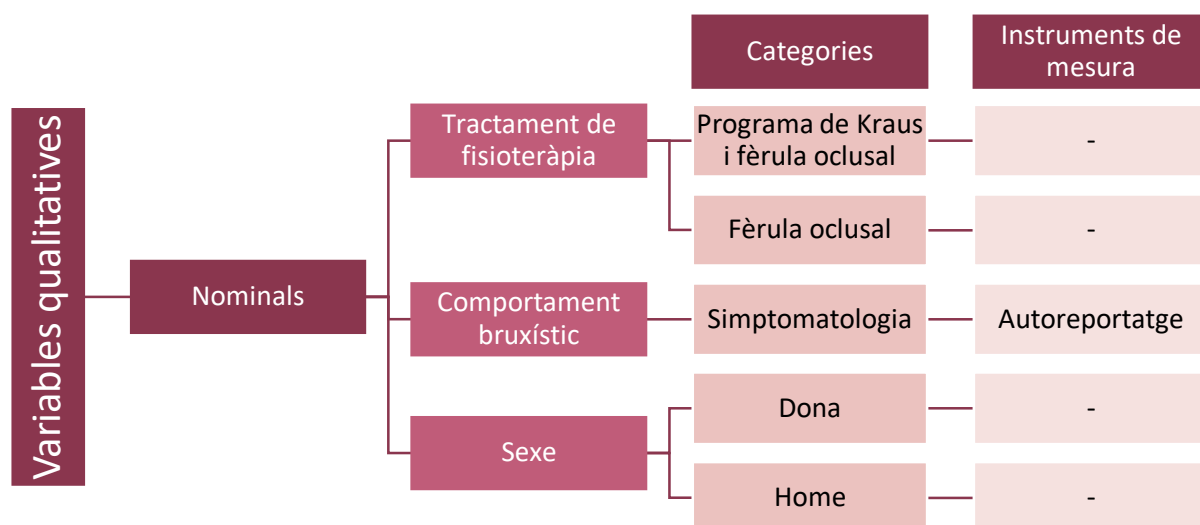 Categories
Instruments de
mesura
Variables qualitatives
Nominals
Tractament de
fisioteràpia
Programa de Kraus
i fèrula oclusal
-
Fèrula oclusal
-
Comportament
bruxístic
Simptomatologia
Autoreportatge
Sexe
Dona
-
Home
-